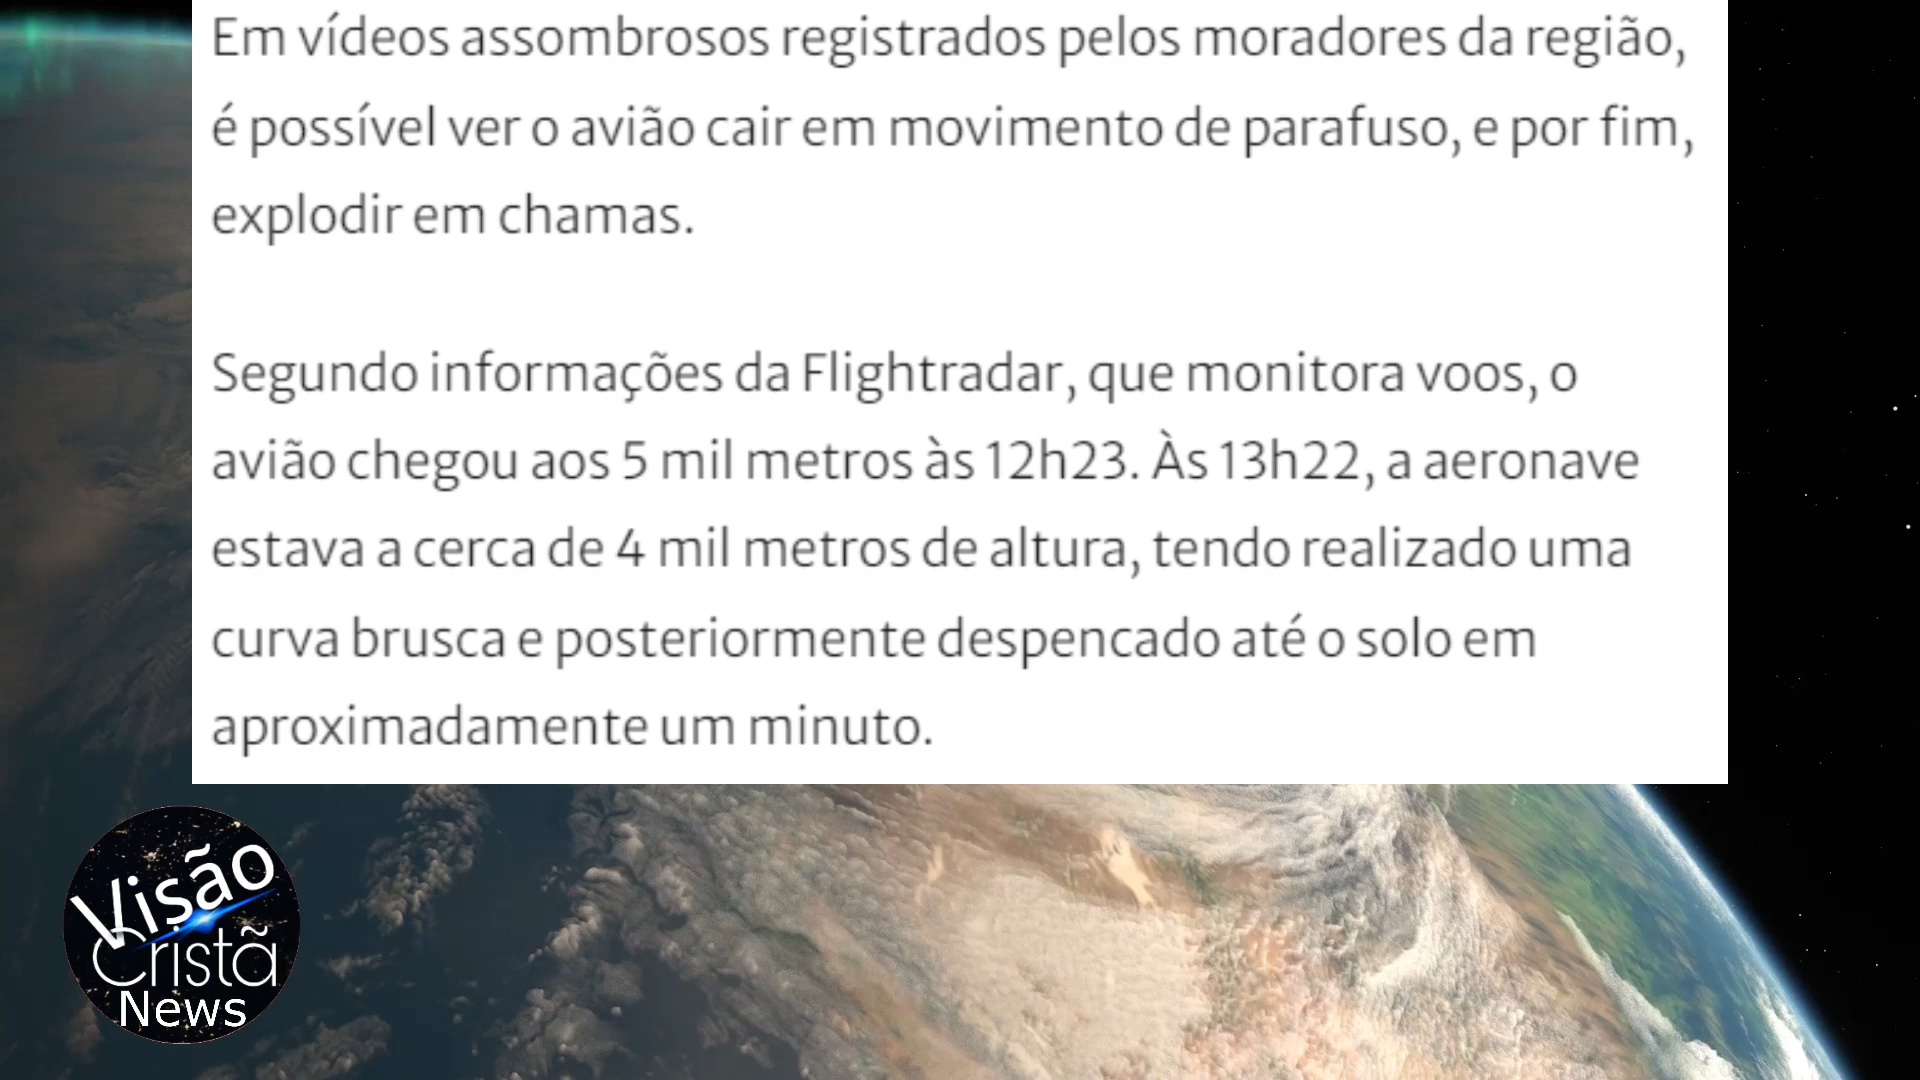 Em vídeos assombrosos registrados pelos moradores da região,
é possível ver o avião cair em movimento de parafuso, e por fim,
explodir em chamas.
Segundo informações da Flightradar, que monitora voos, o
avião chegou aos 5 mil metros às 12h23. Às 13h22, a aeronave
estava a cerca de 4 mil metros de altura, tendo realizado uma
curva brusca e posteriormente despencado até o solo em
aproximadamente um minuto.
Visão
Cristã
News